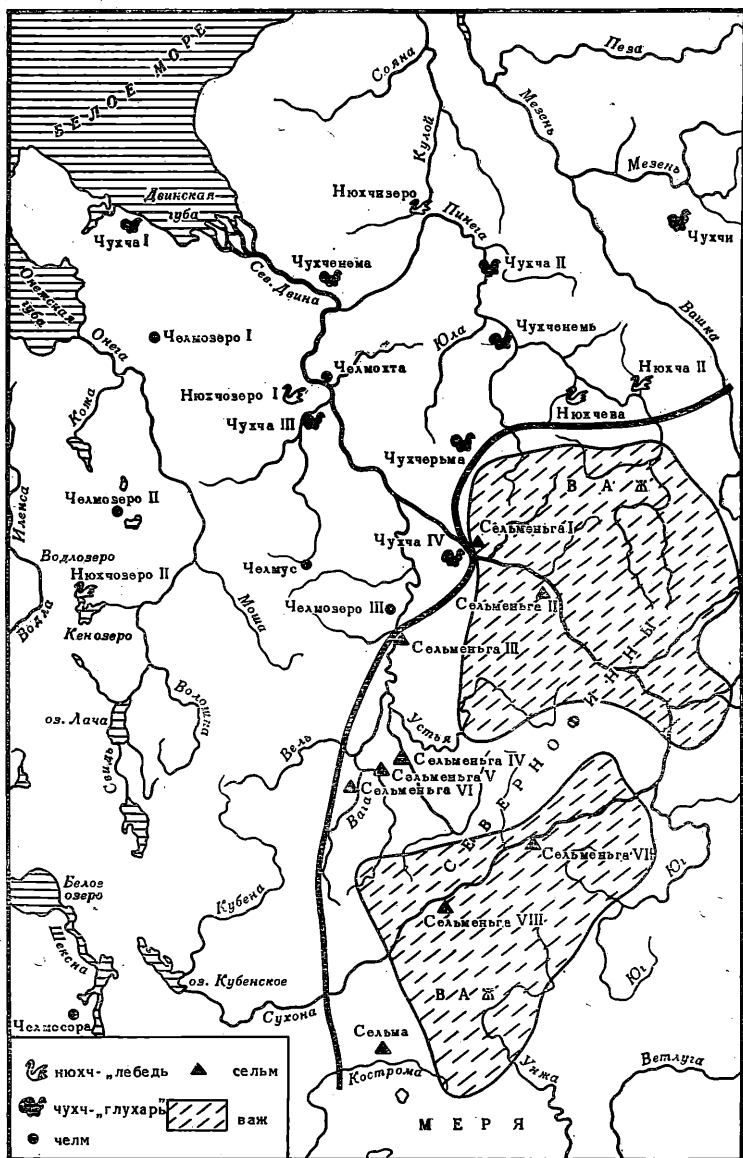 БЕЛОЕ МОРЕ
Сояна
Пеза
Мезень
Кулой
Мезень
Нюхчизеро
Двинская
губа
Пинега
Чухча I
Чухчи
Чухченема
Чухча II
Онежская
губа
Сев. Двина
Онега
Вашка
Челмозеро I
Юла
Чухченемь
Челмохта
Нюхча II
Нюхчозеро I
Кожа
Нюхчева
Чухча III
Чухчерьма
ВАЖ
Илекса
Челмозеро II
Сельменьга I
Водлозеро
Чухча IV
Челмус
Нюхчозеро II
Водла
Моша
Челмозеро III
Сельменьга II
Кенозеро
Сельменьга III
СЕВЕРНОФИННЫ
Волошка
оз. Лача
Устья
Вель
Свидь
Сельменьга IV
Сельменьга V
Сельменьга VI
Вага
Сельменьга VII
Белое
озеро
Юг
Кубена
Сельменьга VIII
Шексна
оз. Кубенское
Юг
ВАЖ
Сухона
Челмосора
Сельма
Унжа
Ветлуга
Кострома
МЕРЯ
нюхч-„лебедь
сельм
чухч-„глухарь"
важ
челм